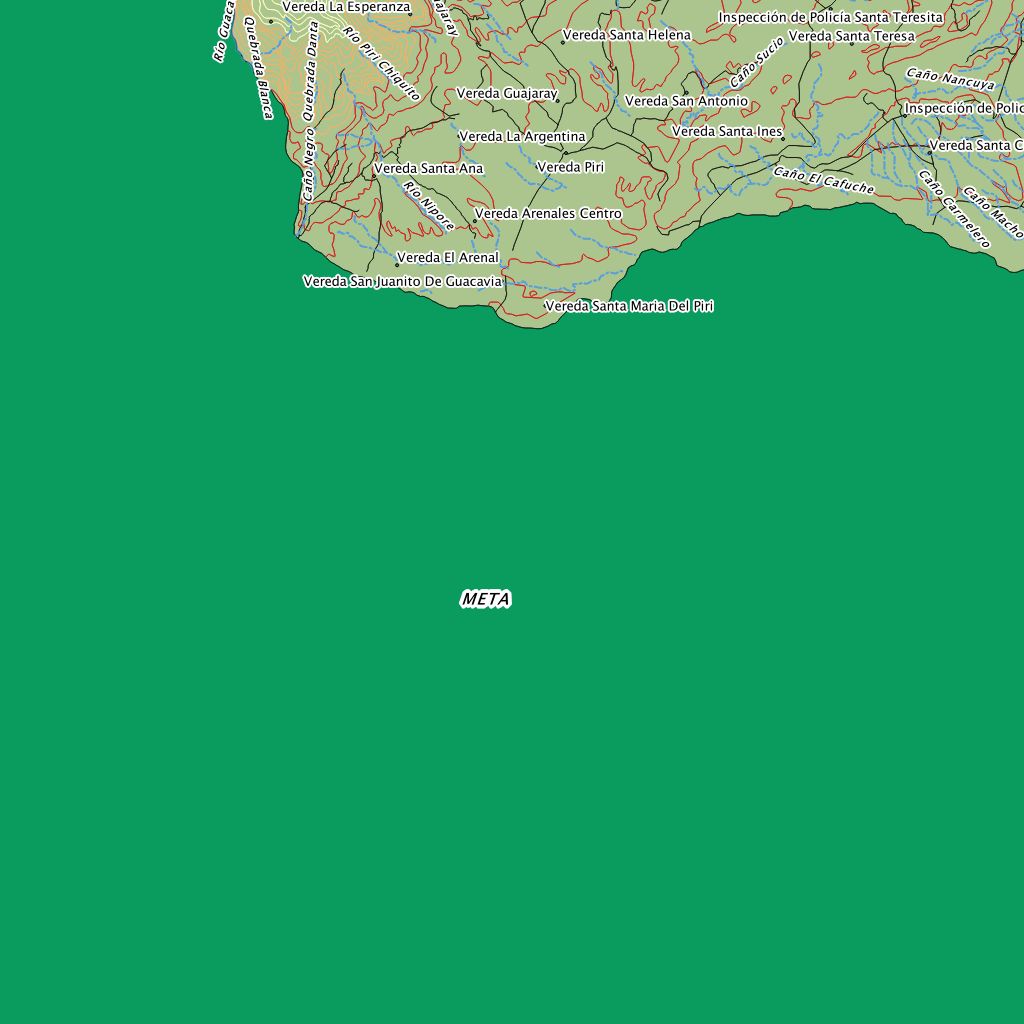 Vereda La Esperanza
Inspección de Policía Santa Teresita
Vereda Santa Helena
Vereda Santa Teresa
Río Guaca
Quebrada Blanca
Quebrada Danta
Río Piri Chiquito
Caño Sucio
Caño Nancuya
Vereda Guajaray
Vereda San Antonio
Vereda Santa Ines
Vereda La Argentina
Vereda Santa C
Caño Negro
Vereda Santa Ana
Vereda Piri
Caño El Cafuche
Río Nipore
Caño Carmelero
Caño Macho
Vereda Arenales Centro
Vereda El Arenal
Vereda San Juanito De Guacavia
Vereda Santa Maria Del Piri
META